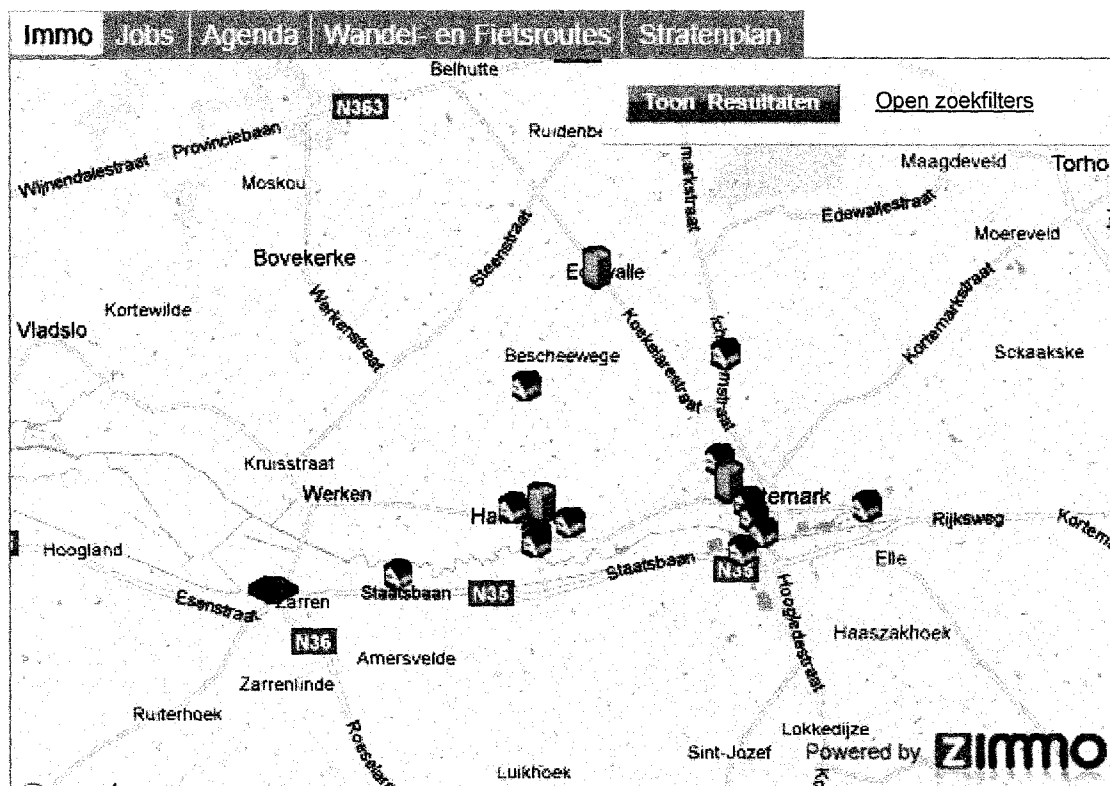 Immo Jobs Agenda Wandel- en Fietsroutes Stratenplan
Belhutte
Toon Resultaten Open zoekfilters
N363
Provinciebaan
Wijnendalestraat
Maagdeveld
Moskou
Edewallestraat
Steenstraat
Moereveld
Bovekerke
Kortewilde
Werkenstraat
Vladslo
Koekelarestraat
Kortemarkstraat
Bescheewege
Sckaakske
Kruisstraat
Werken
Rijksweg
Hoogland
Elle
Staatsbaan
N35
Staatsbaan
N35
Zarren
N36
Haaszakhoek
Hoogledestraat
Amersvelde
Zarrenlinde
Ruiterhoek
Lokkedijze
Sint-Jozef
Luikhoek
Powered by zimmo